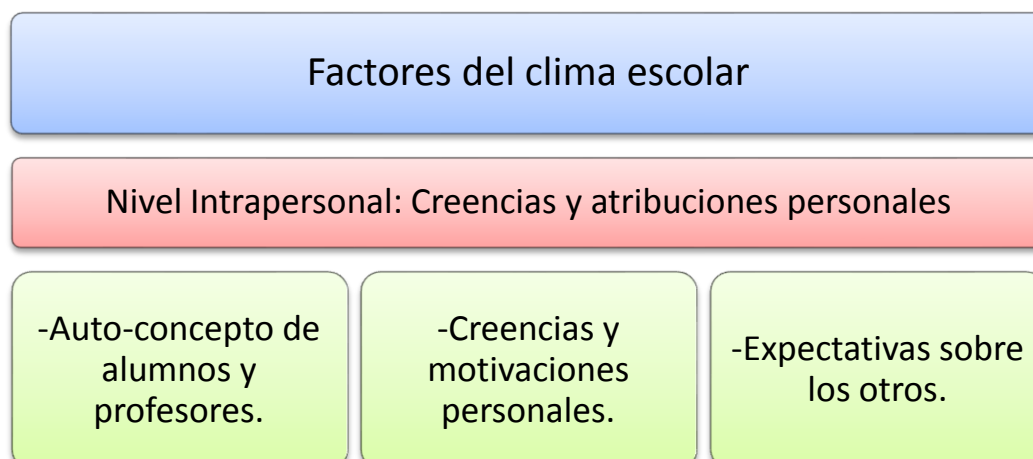 Factores del clima escolar
Nivel Intrapersonal: Creencias y atribuciones personales
-Auto-concepto de
alumnos y
profesores.
-Creencias y
motivaciones
personales.
-Expectativas sobre
los otros.